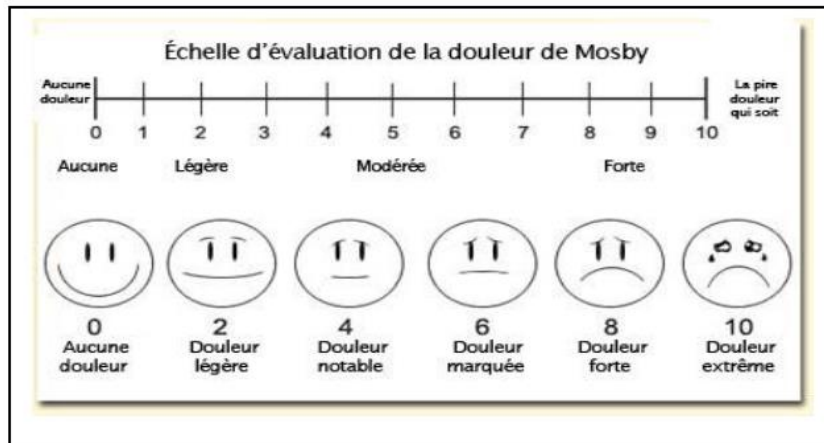 Échelle d'évaluation de la douleur de Mosby
Aucune douleur
La pire douleur qui soit
0 1 2 3 4 5 6 7 8 9 10
Aucune Légère Modérée Forte
0 2 4 6 8 10
Aucune Douleur Douleur Douleur Douleur Douleur
douleur légère notable marquée forte extrême